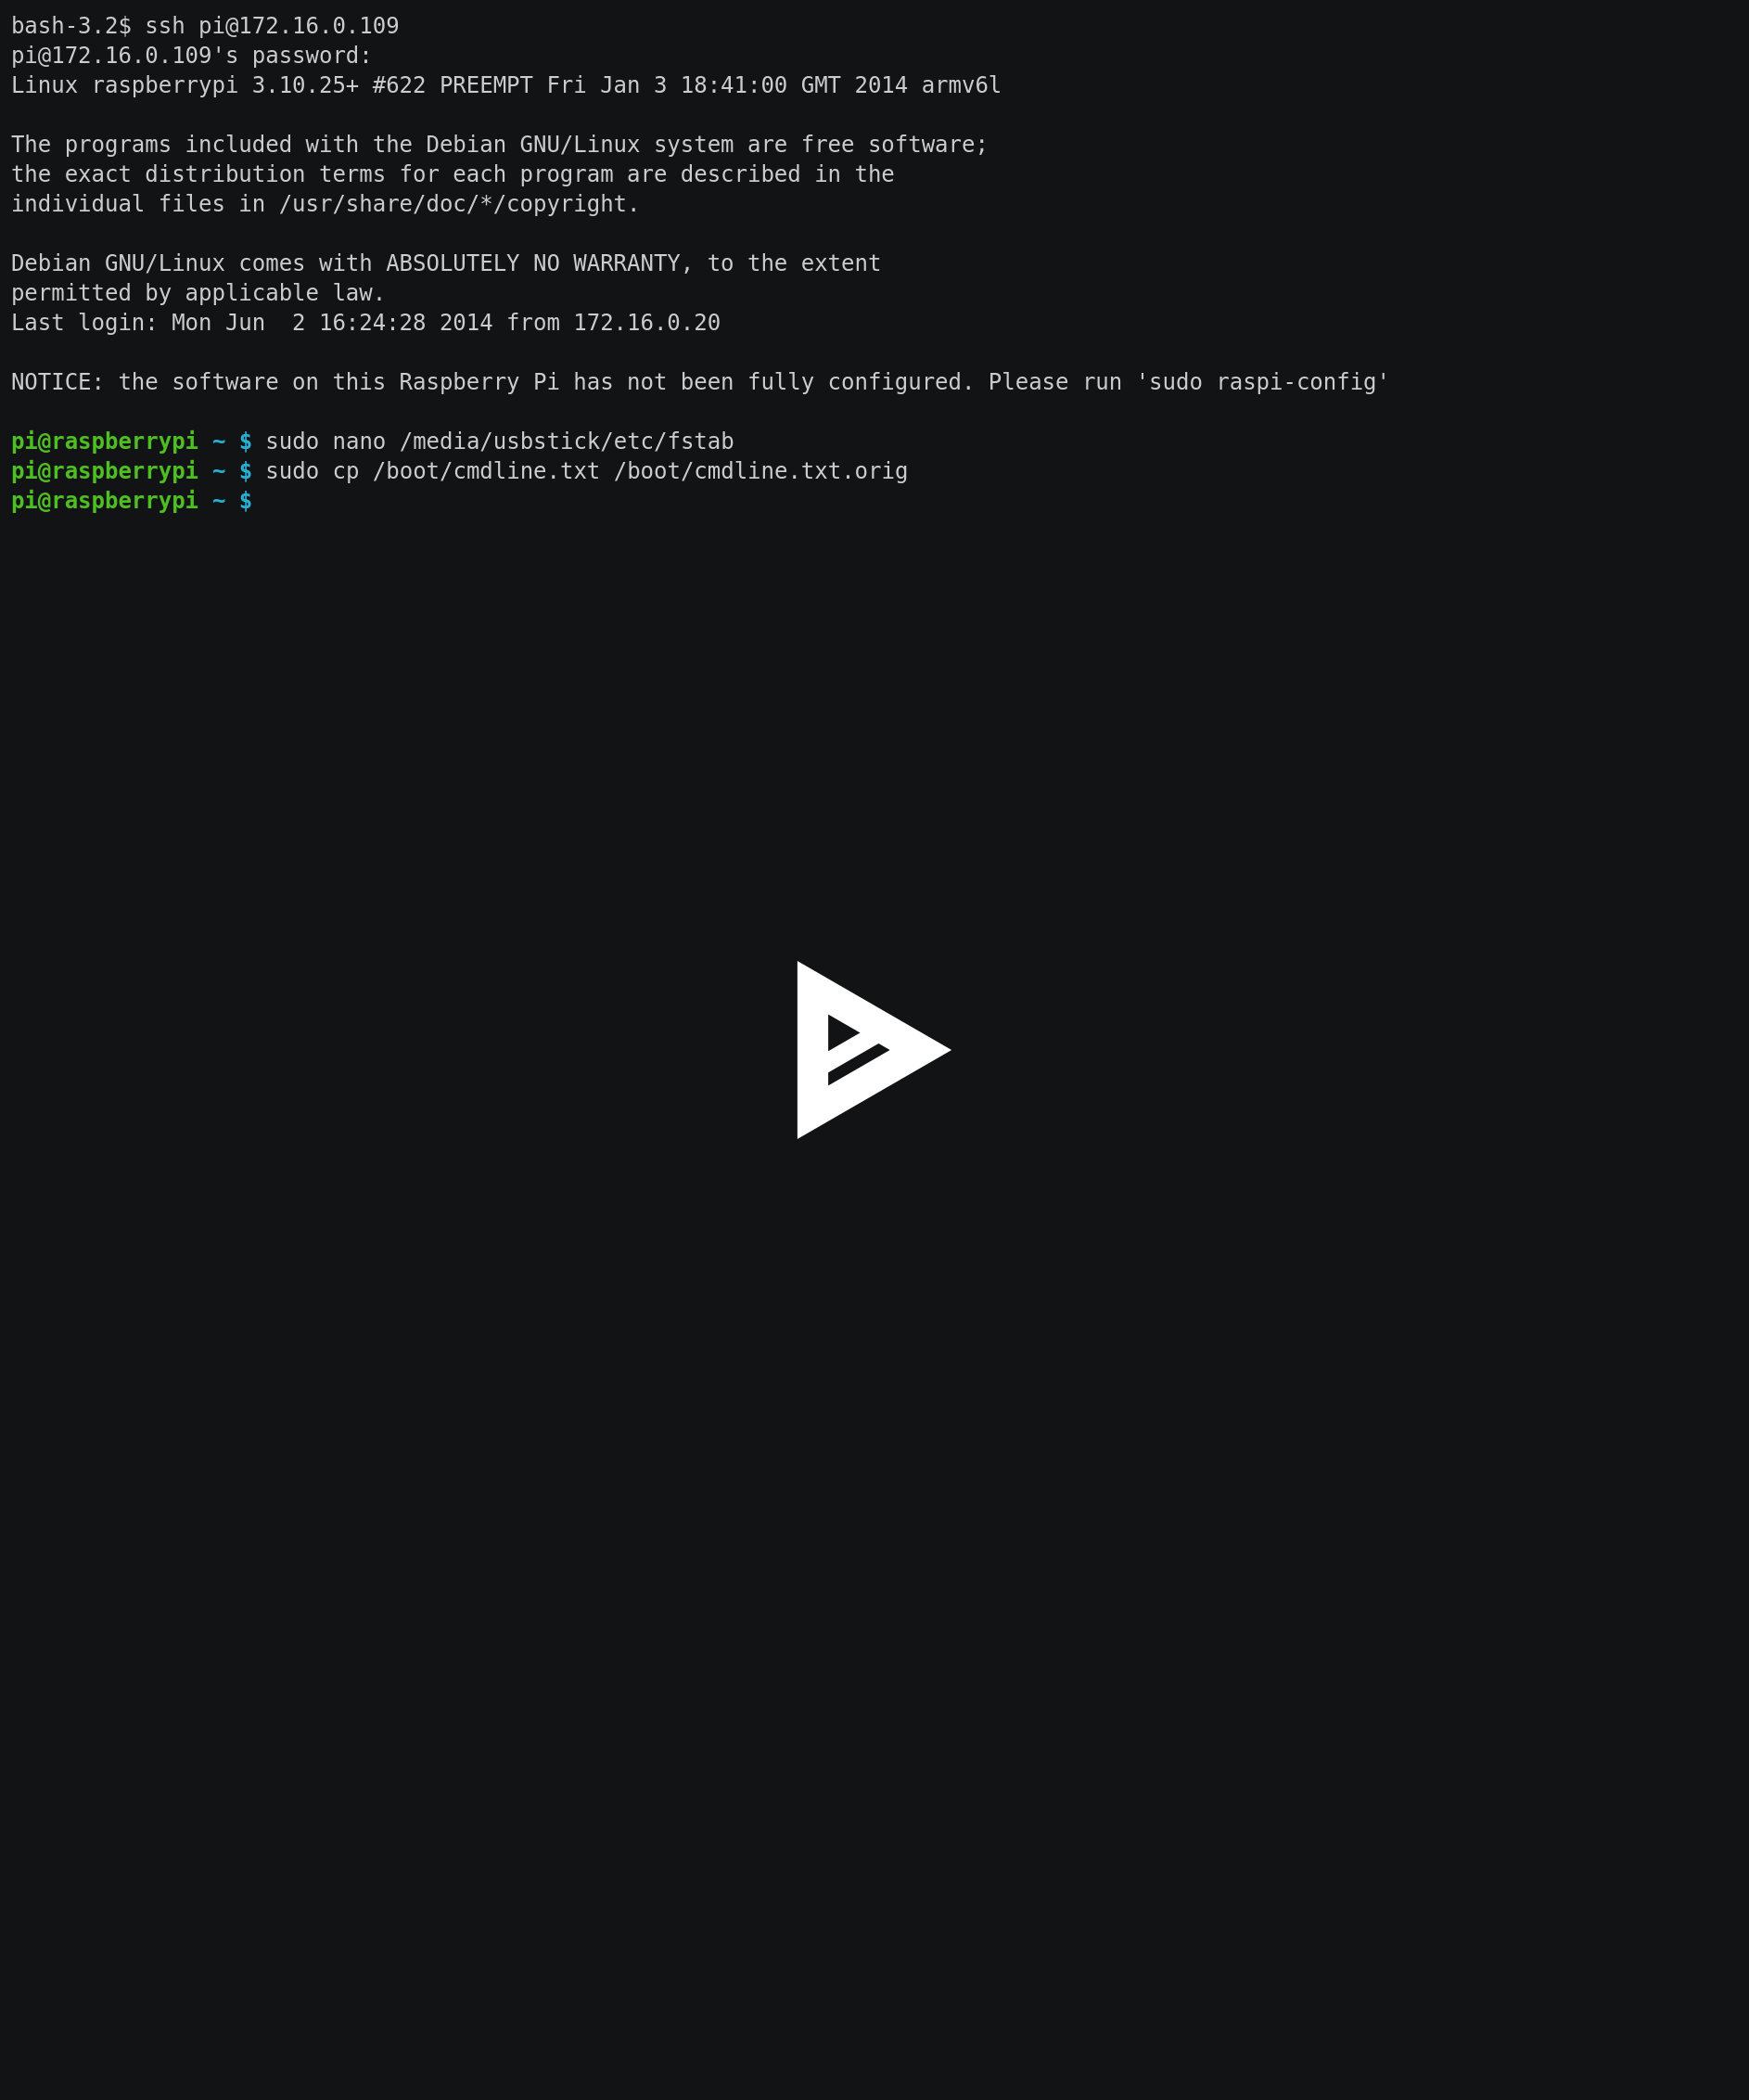 bash-3.2$ ssh pi@172.16.0.109
pi@172.16.0.109's password:
Linux raspberrypi 3.10.25+ #622 PREEMPT Fri Jan 3 18:41:00 GMT 2014 armv6l
The programs included with the Debian GNU/Linux system are free software;
the exact distribution terms for each program are described in the
individual files in /usr/share/doc/*/copyright.
Debian GNU/Linux comes with ABSOLUTELY NO WARRANTY, to the extent
permitted by applicable law.
Last login: Mon Jun  2 16:24:28 2014 from 172.16.0.20
NOTICE: the software on this Raspberry Pi has not been fully configured. Please run 'sudo raspi-config'
pi@raspberrypi ~ $ sudo nano /media/usbstick/etc/fstab
pi@raspberrypi ~ $ sudo cp /boot/cmdline.txt /boot/cmdline.txt.orig
pi@raspberrypi ~ $